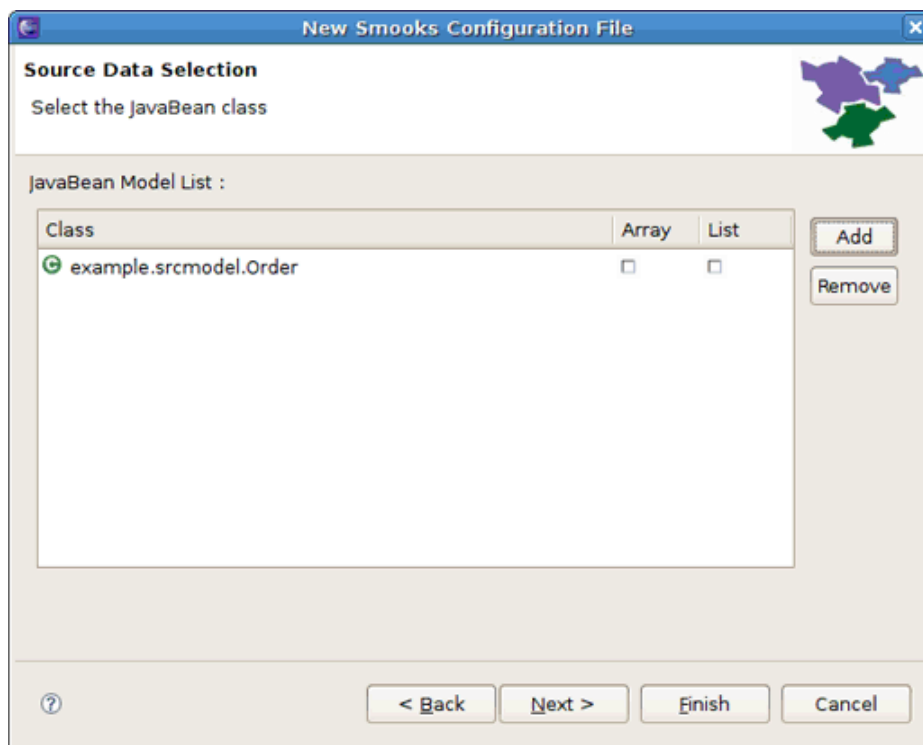 New Smooks Configuration File
Source Data Selection
Select the JavaBean class
JavaBean Model List :
Class Array List
Add
example.srcmodel.Order
Remove
< Back Next > Finish Cancel